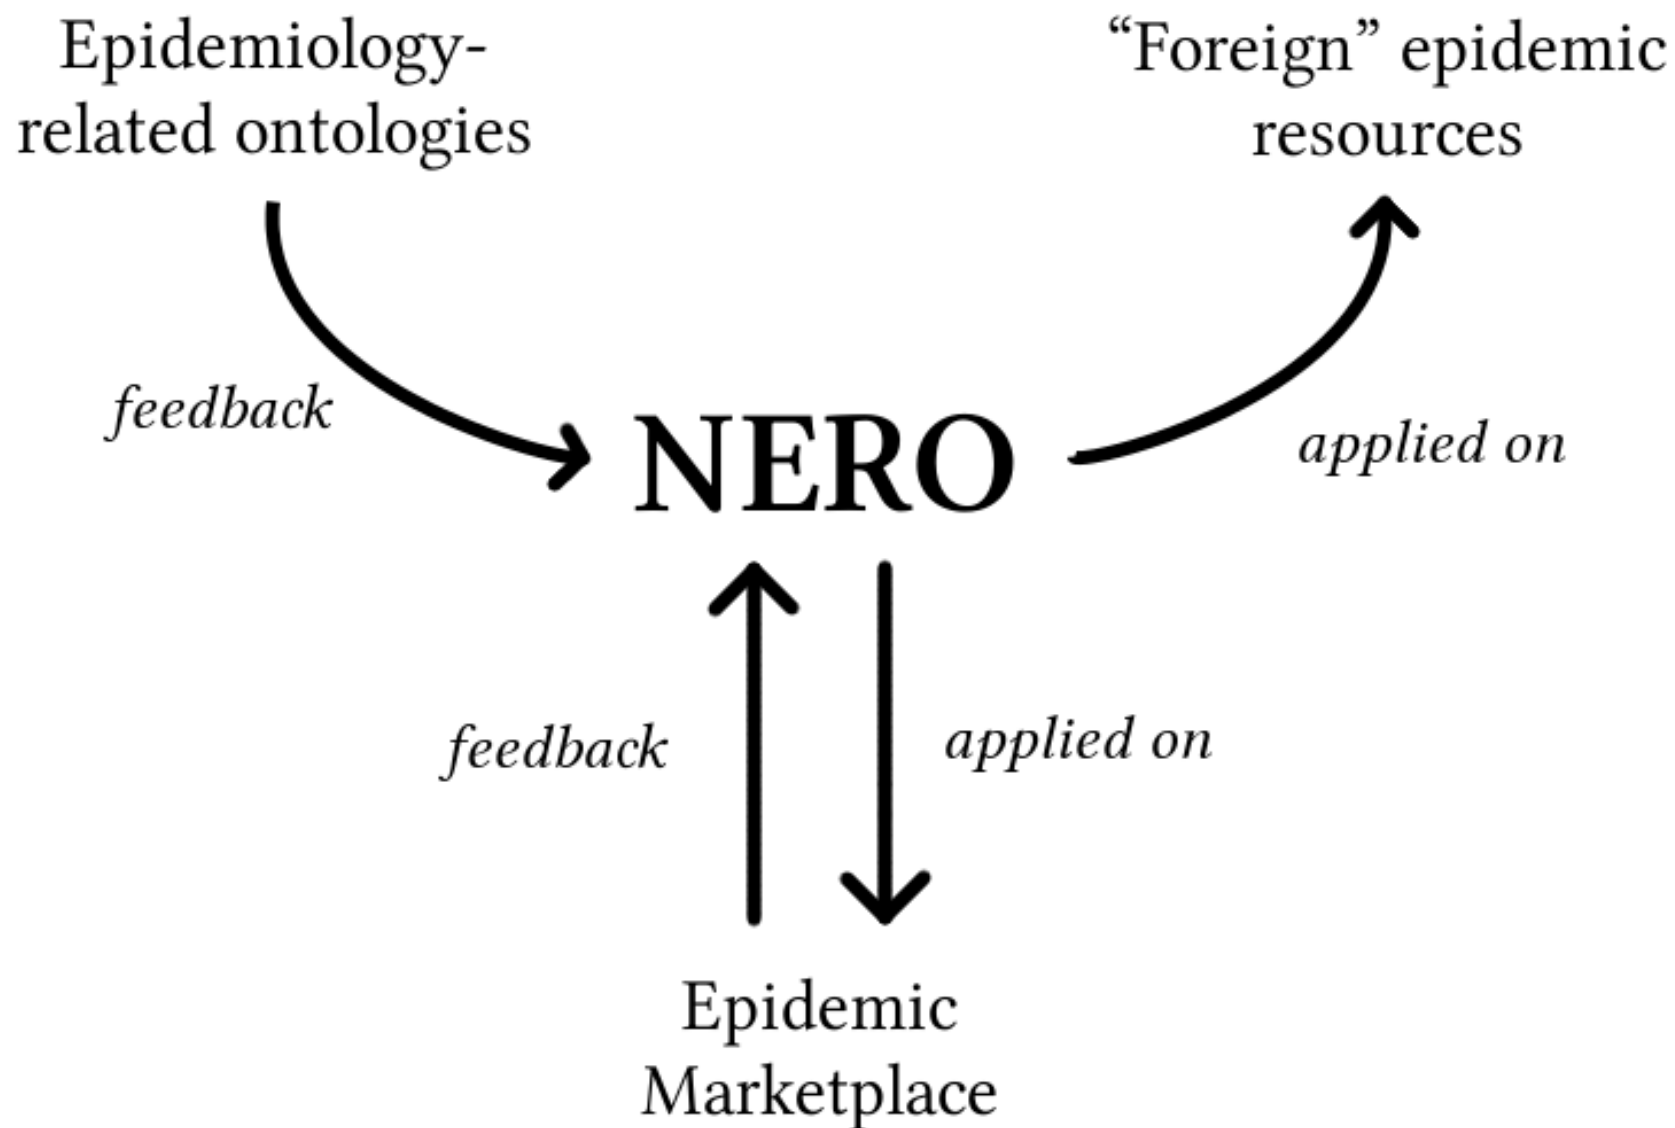 Epidemiology-
related ontologies
“Foreign” epidemic
resources
feedback
NERO
applied on
feedback
applied on
Epidemic
Marketplace